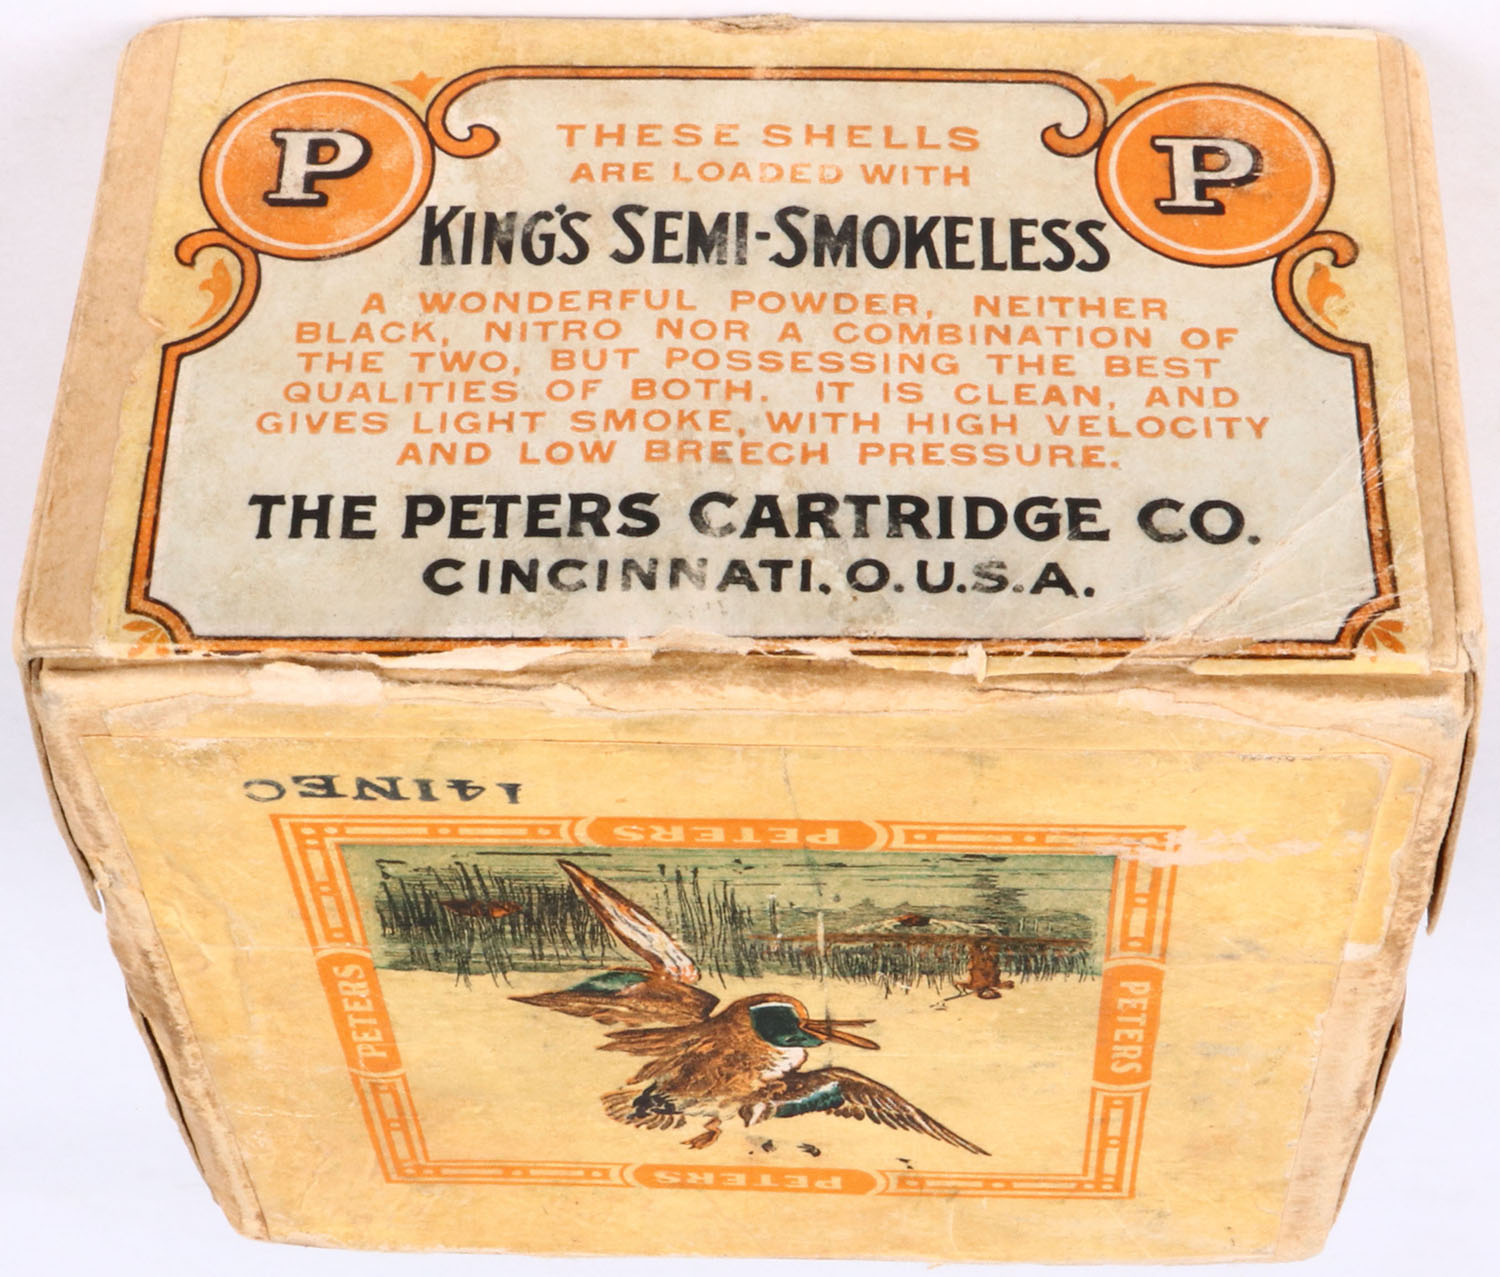 P
P
THESE SHELLS
ARE LOADED WITH
KING'S SEMI-SMOKELESS
A WONDERFUL POWDER, NEITHER
BLACK, NITRO NOR A COMBINATION OF
THE TWO, BUT POSSESSING THE BEST
QUALITIES OF BOTH. IT IS CLEAN, AND
GIVES LIGHT SMOKE, WITH HIGH VELOCITY
AND LOW BREECH PRESSURE.
THE PETERS CARTRIDGE CO.
CINCINNATI. O. U.S.A.
PETERS
PETERS
PETERS
PETERS